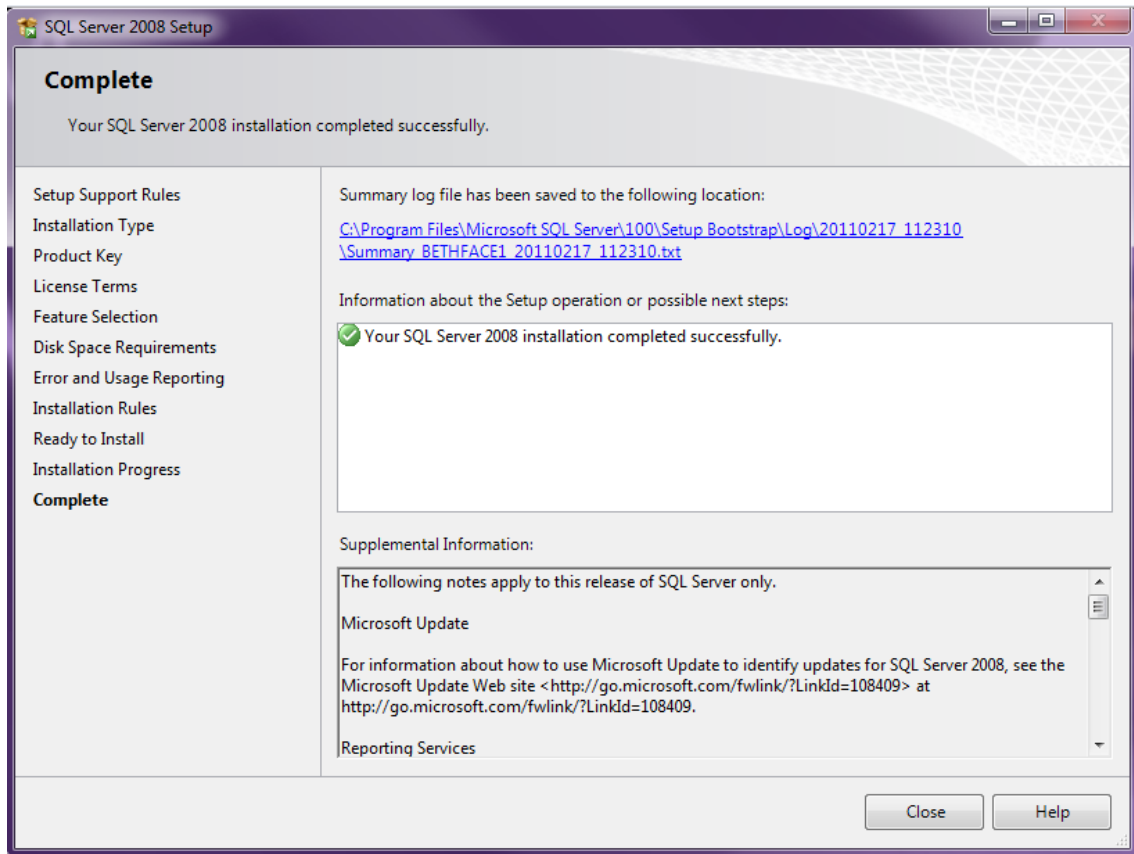 SQL Server 2008 Setup
Complete
Your SQL Server 2008 installation completed successfully.
Setup Support Rules
Installation Type
Product Key
License Terms
Feature Selection
Disk Space Requirements
Error and Usage Reporting
Installation Rules
Ready to Install
Installation Progress
Complete
Summary log file has been saved to the following location:
C:\Program Files\Microsoft SQL Server\100\Setup Bootstrap\Log\20110217_112310
\Summary_BETHFACE1_20110217_112310.txt
Information about the Setup operation or possible next steps:
Your SQL Server 2008 installation completed successfully.
Supplemental Information:
The following notes apply to this release of SQL Server only.
Microsoft Update
For information about how to use Microsoft Update to identify updates for SQL Server 2008, see the
Microsoft Update Web site <http://go.microsoft.com/fwlink/?LinkId=108409> at
http://go.microsoft.com/fwlink/?LinkId=108409.
Reporting Services
Close
Help